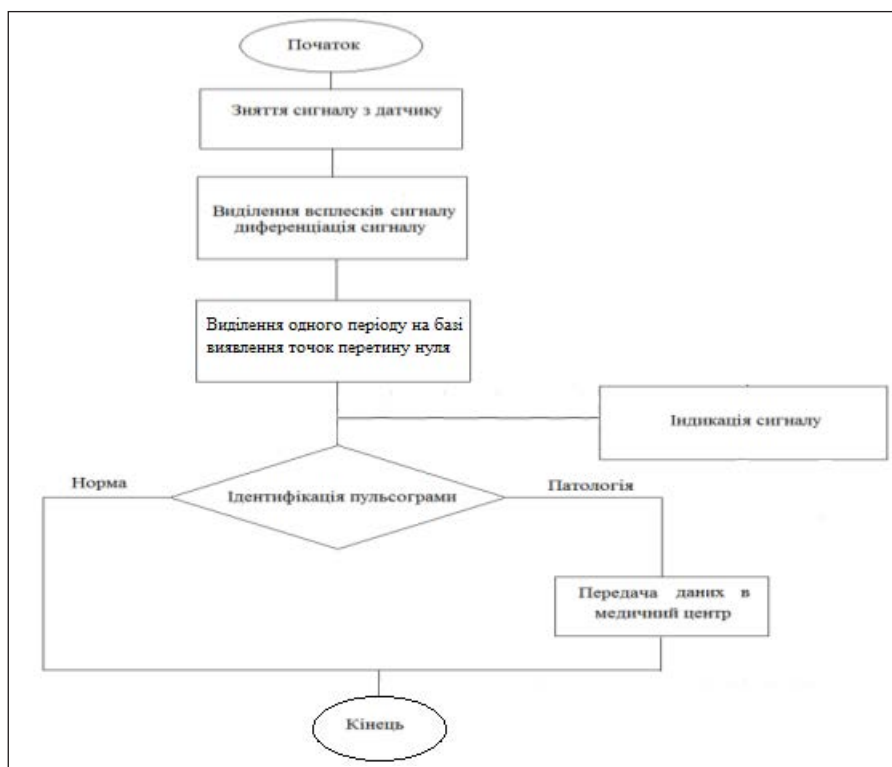 Початок
Зняття сигналу з датчику
Виділення всплесків сигналу
диференціація сигналу
Виділення одного періоду на базі
виявлення точок перетину нуля
Індикація сигналу
Норма
Ідентифікація пульсограми
Патологія
Передача даних в
медичний центр
Кінець